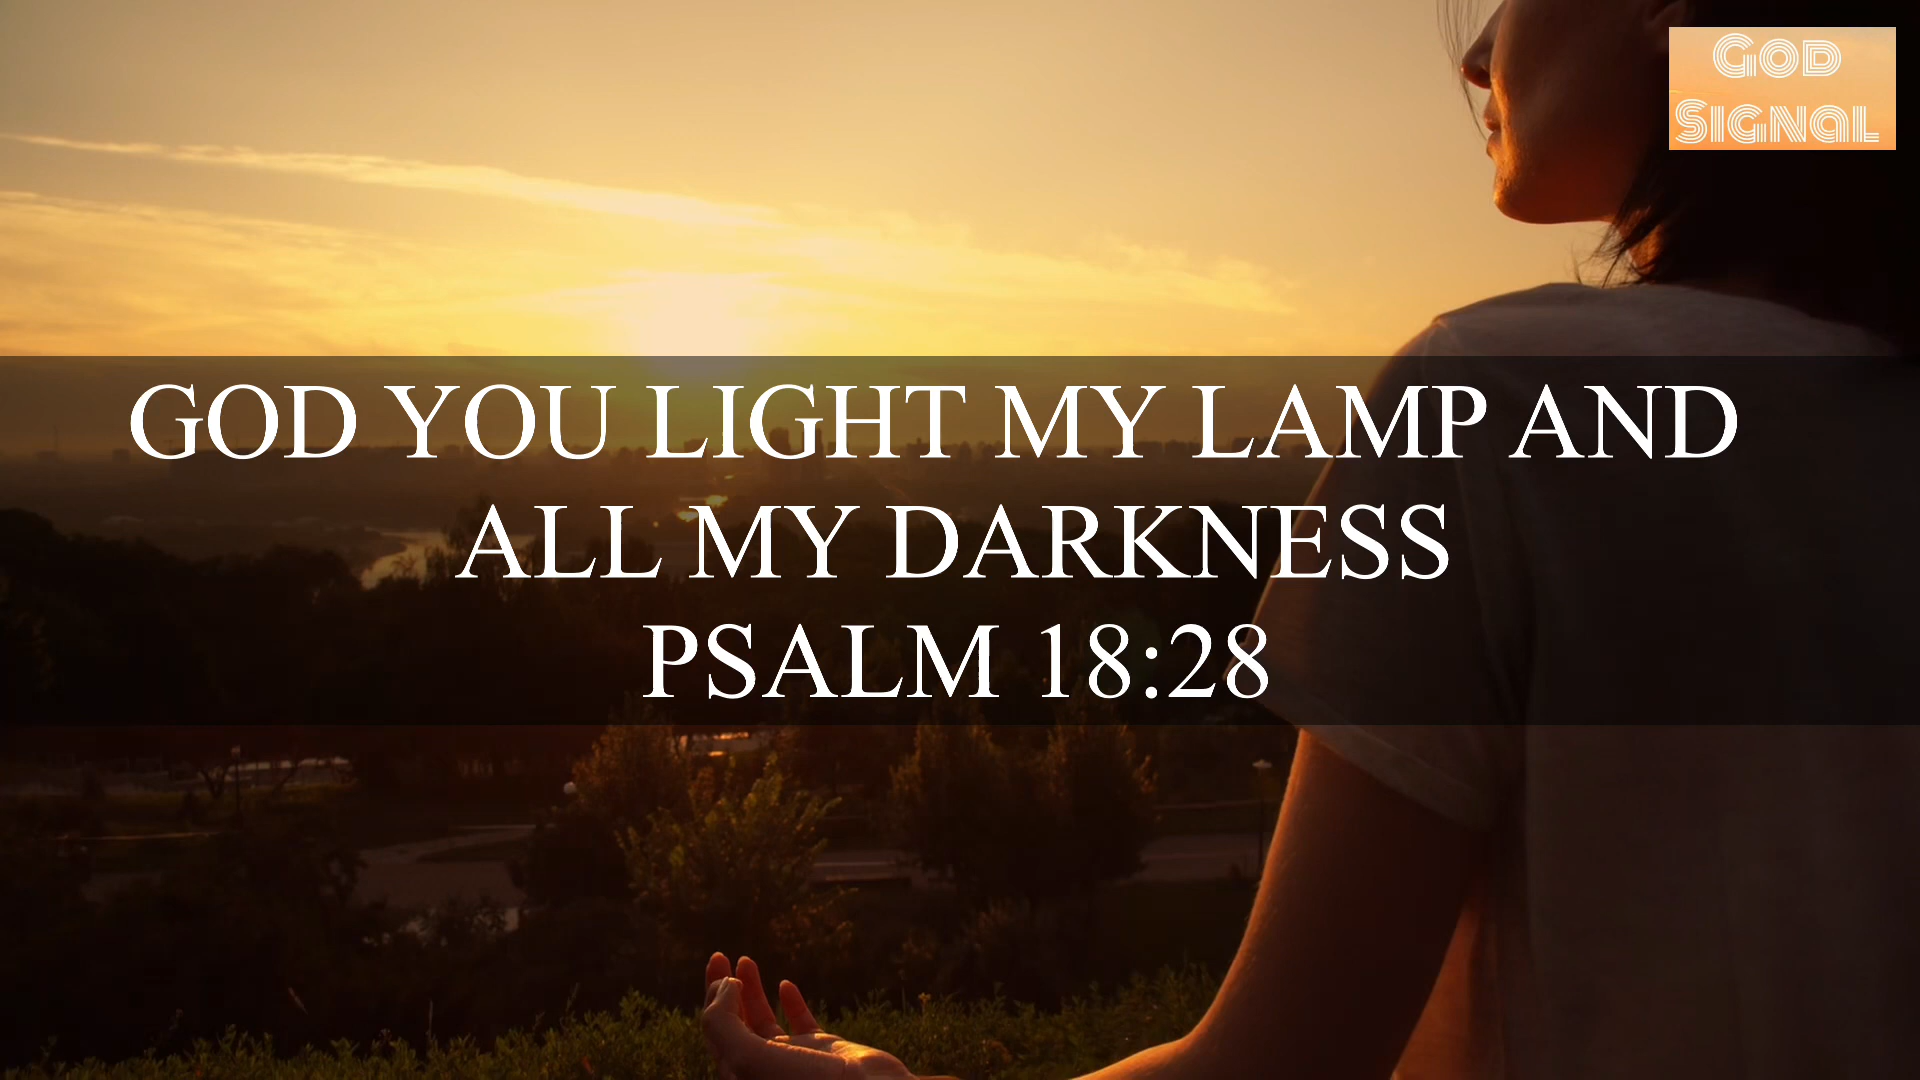 God
Signal
GOD YOU LIGHT MY LAMP AND
ALL MY DARKNESS
PSALM 18:28